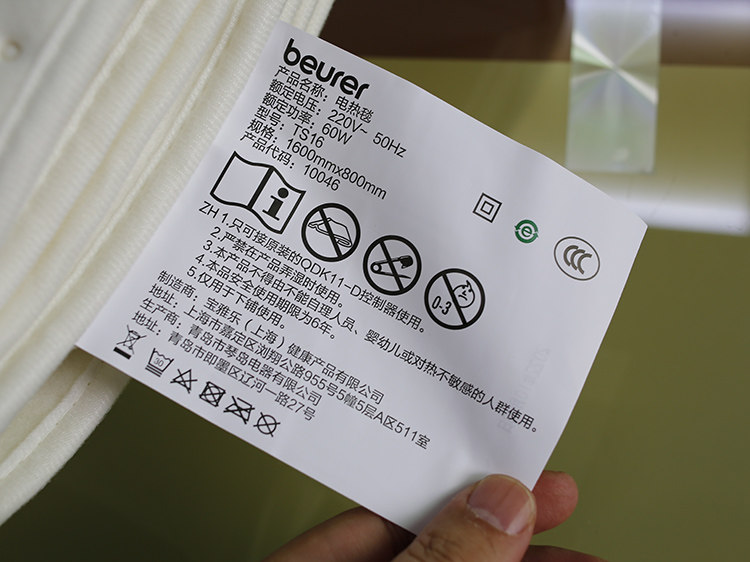 beurer
产品名称：电热毯
额定电压：220V~ 50Hz
额定功率：60W
型号：TS16
规格：1600mmx800mm
产品代码：10046
0-3
ZH 1.只可接原装的QDK11-D控制器使用。
2.严禁在产品弄湿时使用。
3.本产品不得由不能自理人员、婴幼儿或对热不敏感的人群使用。
4.本品安全使用期限为6年。
5.仅用于下铺使用。
制造商：宝雅乐（上海）健康产品有限公司
地址：上海市嘉定区浏翔公路955号5幢5层A区511室
生产商：青岛市琴岛电器有限公司
地址：青岛市即墨区辽河一路27号
30